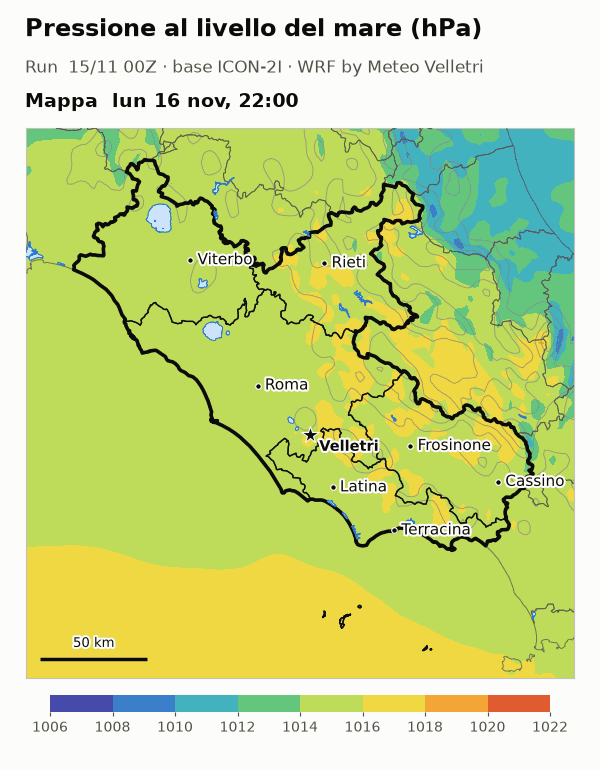 Pressione al livello del mare (hPa)
Run  15/11 00Z · base ICON-2I · WRF by Meteo Velletri
Mappa  lun 16 nov, 22:00
Viterbo
Rieti
Roma
Velletri
Frosinone
Cassino
Latina
Terracina
50 km
1006 1008 1010 1012 1014 1016 1018 1020 1022